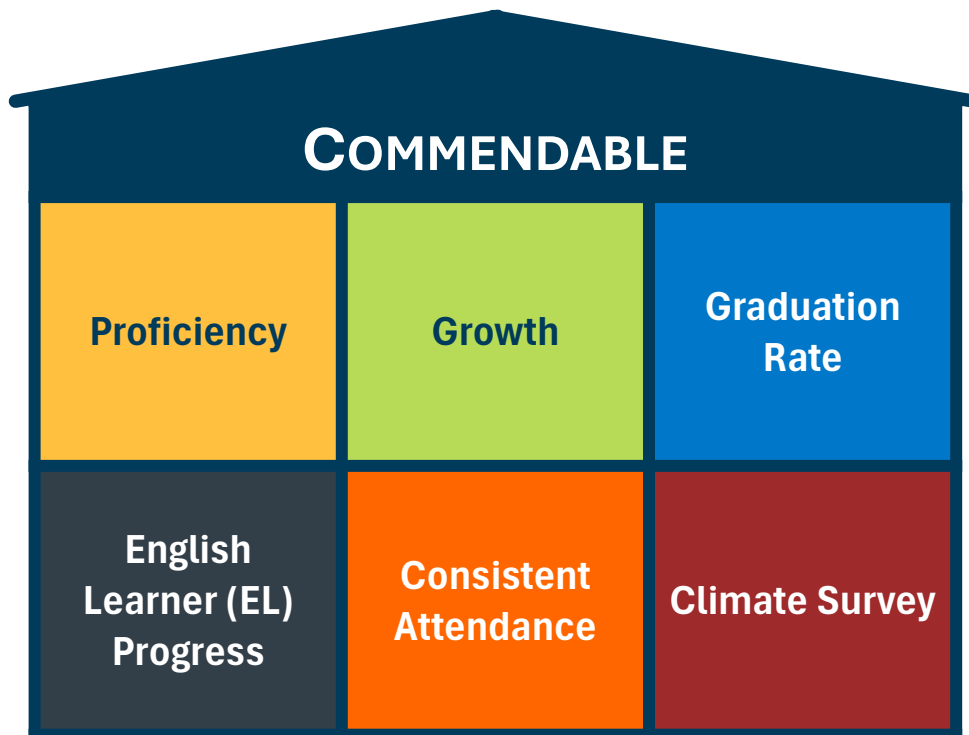 COMMENDABLE
Proficiency
Growth
Graduation
Rate
English
Learner (EL)
Progress
Consistent
Attendance
Climate Survey